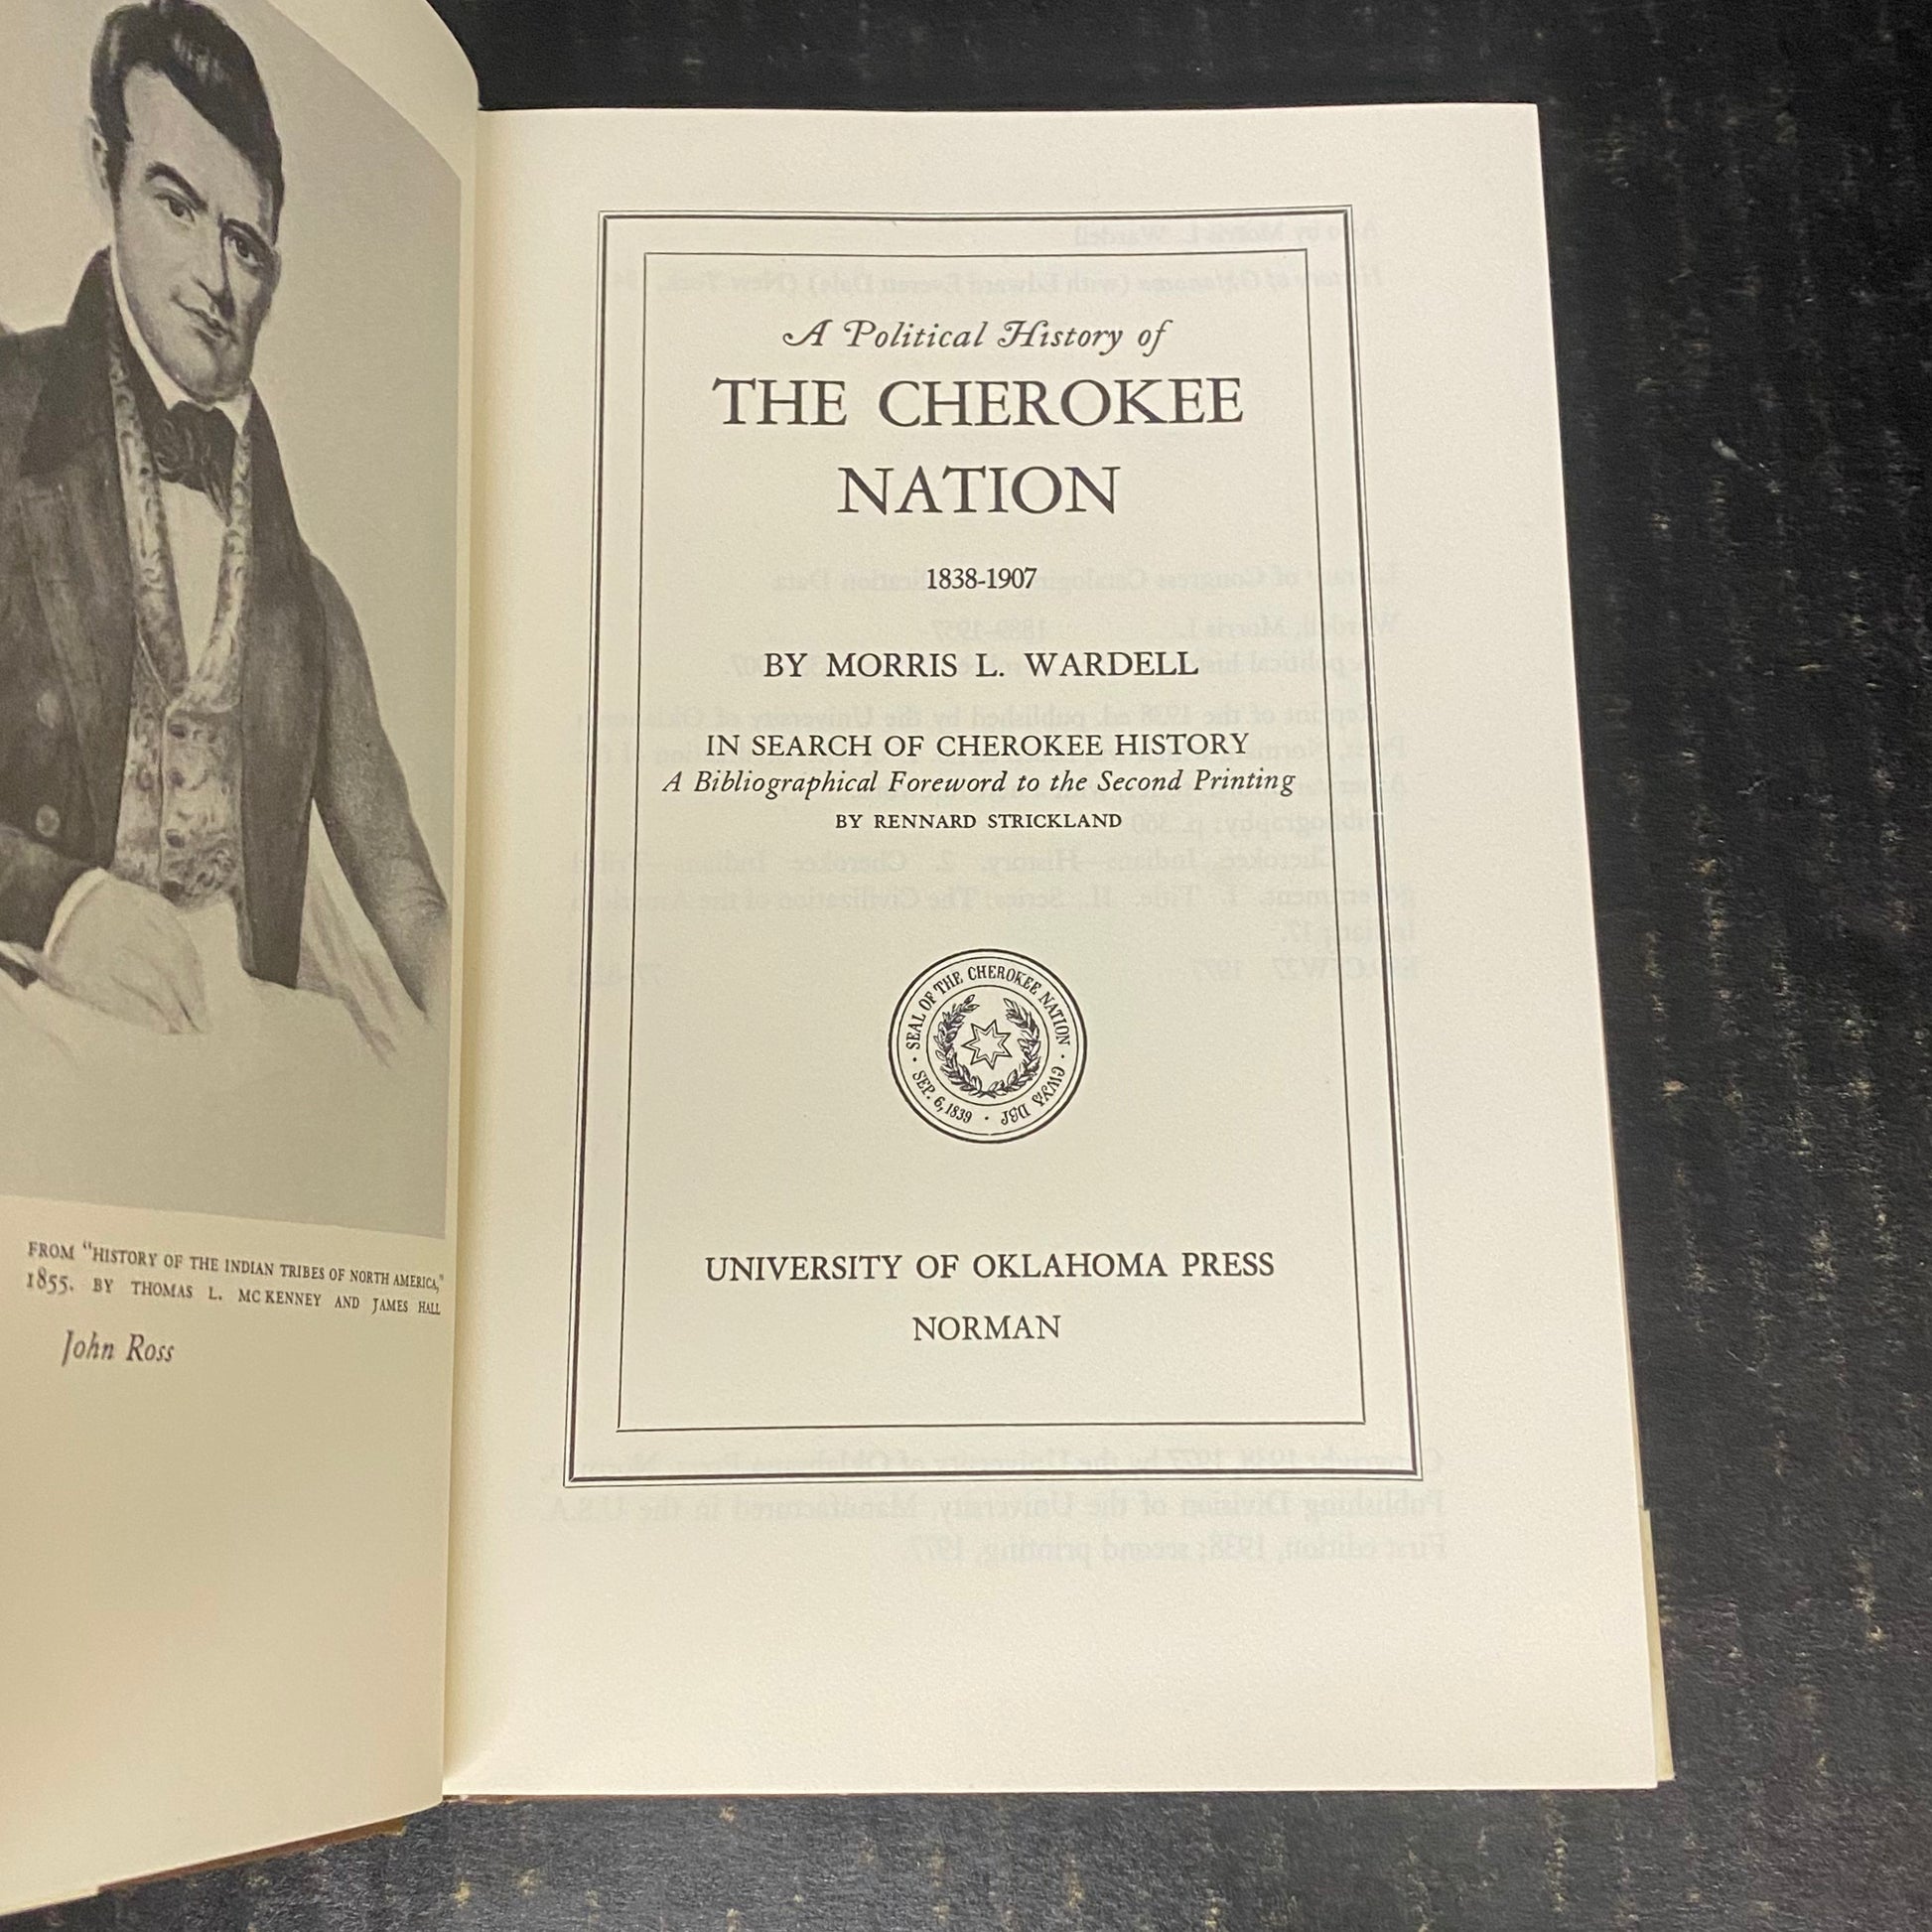 FROM "HISTORY OF THE INDIAN TRIBES OF NORTH AMERICA,"
1855. BY THOMAS L. MCKENNEY AND JAMES HALL
John Ross
A Political History of
THE CHEROKEE
NATION
1838-1907
BY MORRIS L. WARDELL
IN SEARCH OF CHEROKEE HISTORY
A Bibliographical Foreword to the Second Printing
BY RENNARD STRICKLAND
SEAL OF THE CHEROKEE NATION
SEP. 6, 1839
UNIVERSITY OF OKLAHOMA PRESS
NORMAN